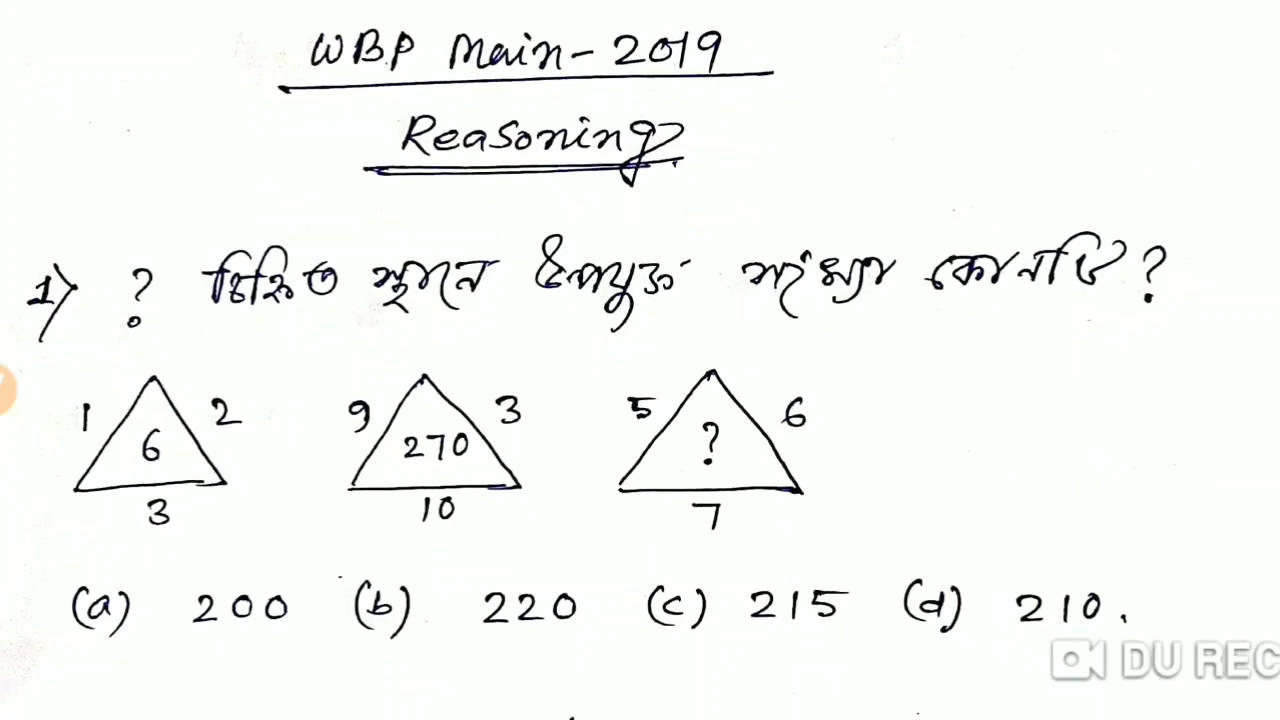 WBP Main - 2019
Reasoning
1) ? চিহ্নিত স্থানে উপযুক্ত সংখ্যা কোনটি ?
1 2 9 3 5 6
6 270 ?
3 10 7
(a) 200 (b) 220 (c) 215 (d) 210.
DU REC